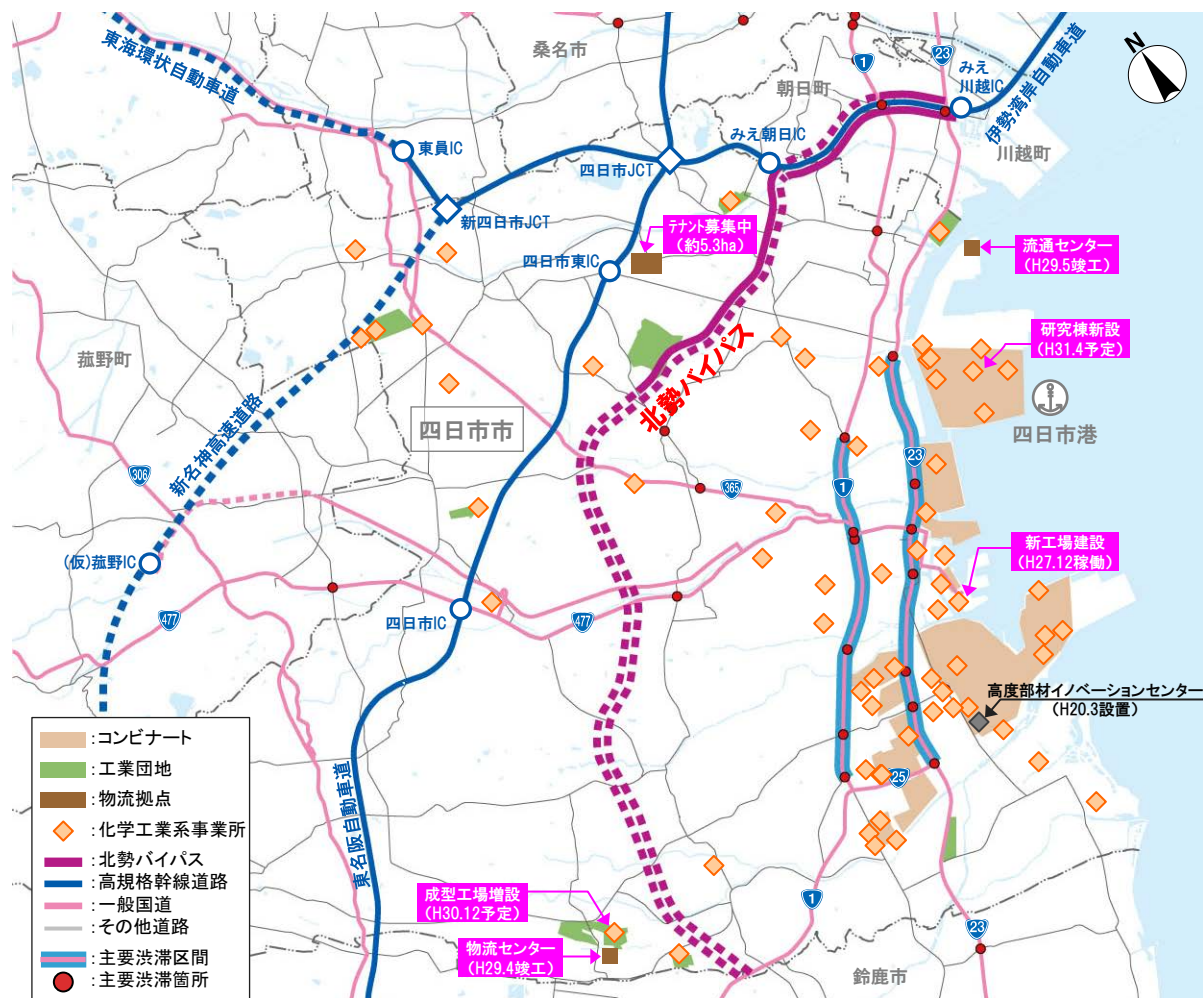 桑名市
東海環状自動車道
1
23
みえ
川越IC
N
朝日町
伊勢湾岸自動車道
東員IC
みえ朝日IC
川越町
四日市JCT
新四日市JCT
テナント募集中
（約5.3ha）
流通センター
（H29.5竣工）
四日市東IC
研究棟新設
（H31.4予定）
菰野町
北勢バイパス
四日市市
四日市港
新名神高速道路
306
23
1
365
(仮)菰野IC
新工場建設
（H27.12稼働）
477
四日市IC
477
高度部材イノベーションセンター
（H20.3設置）
東名阪自動車道
25
成型工場増設
（H30.12予定）
1
23
物流センター
（H29.4竣工）
鈴鹿市
:コンビナート
:工業団地
:物流拠点
:化学工業系事業所
:北勢バイパス
:高規格幹線道路
:一般国道
:その他道路
:主要渋滞区間
:主要渋滞箇所